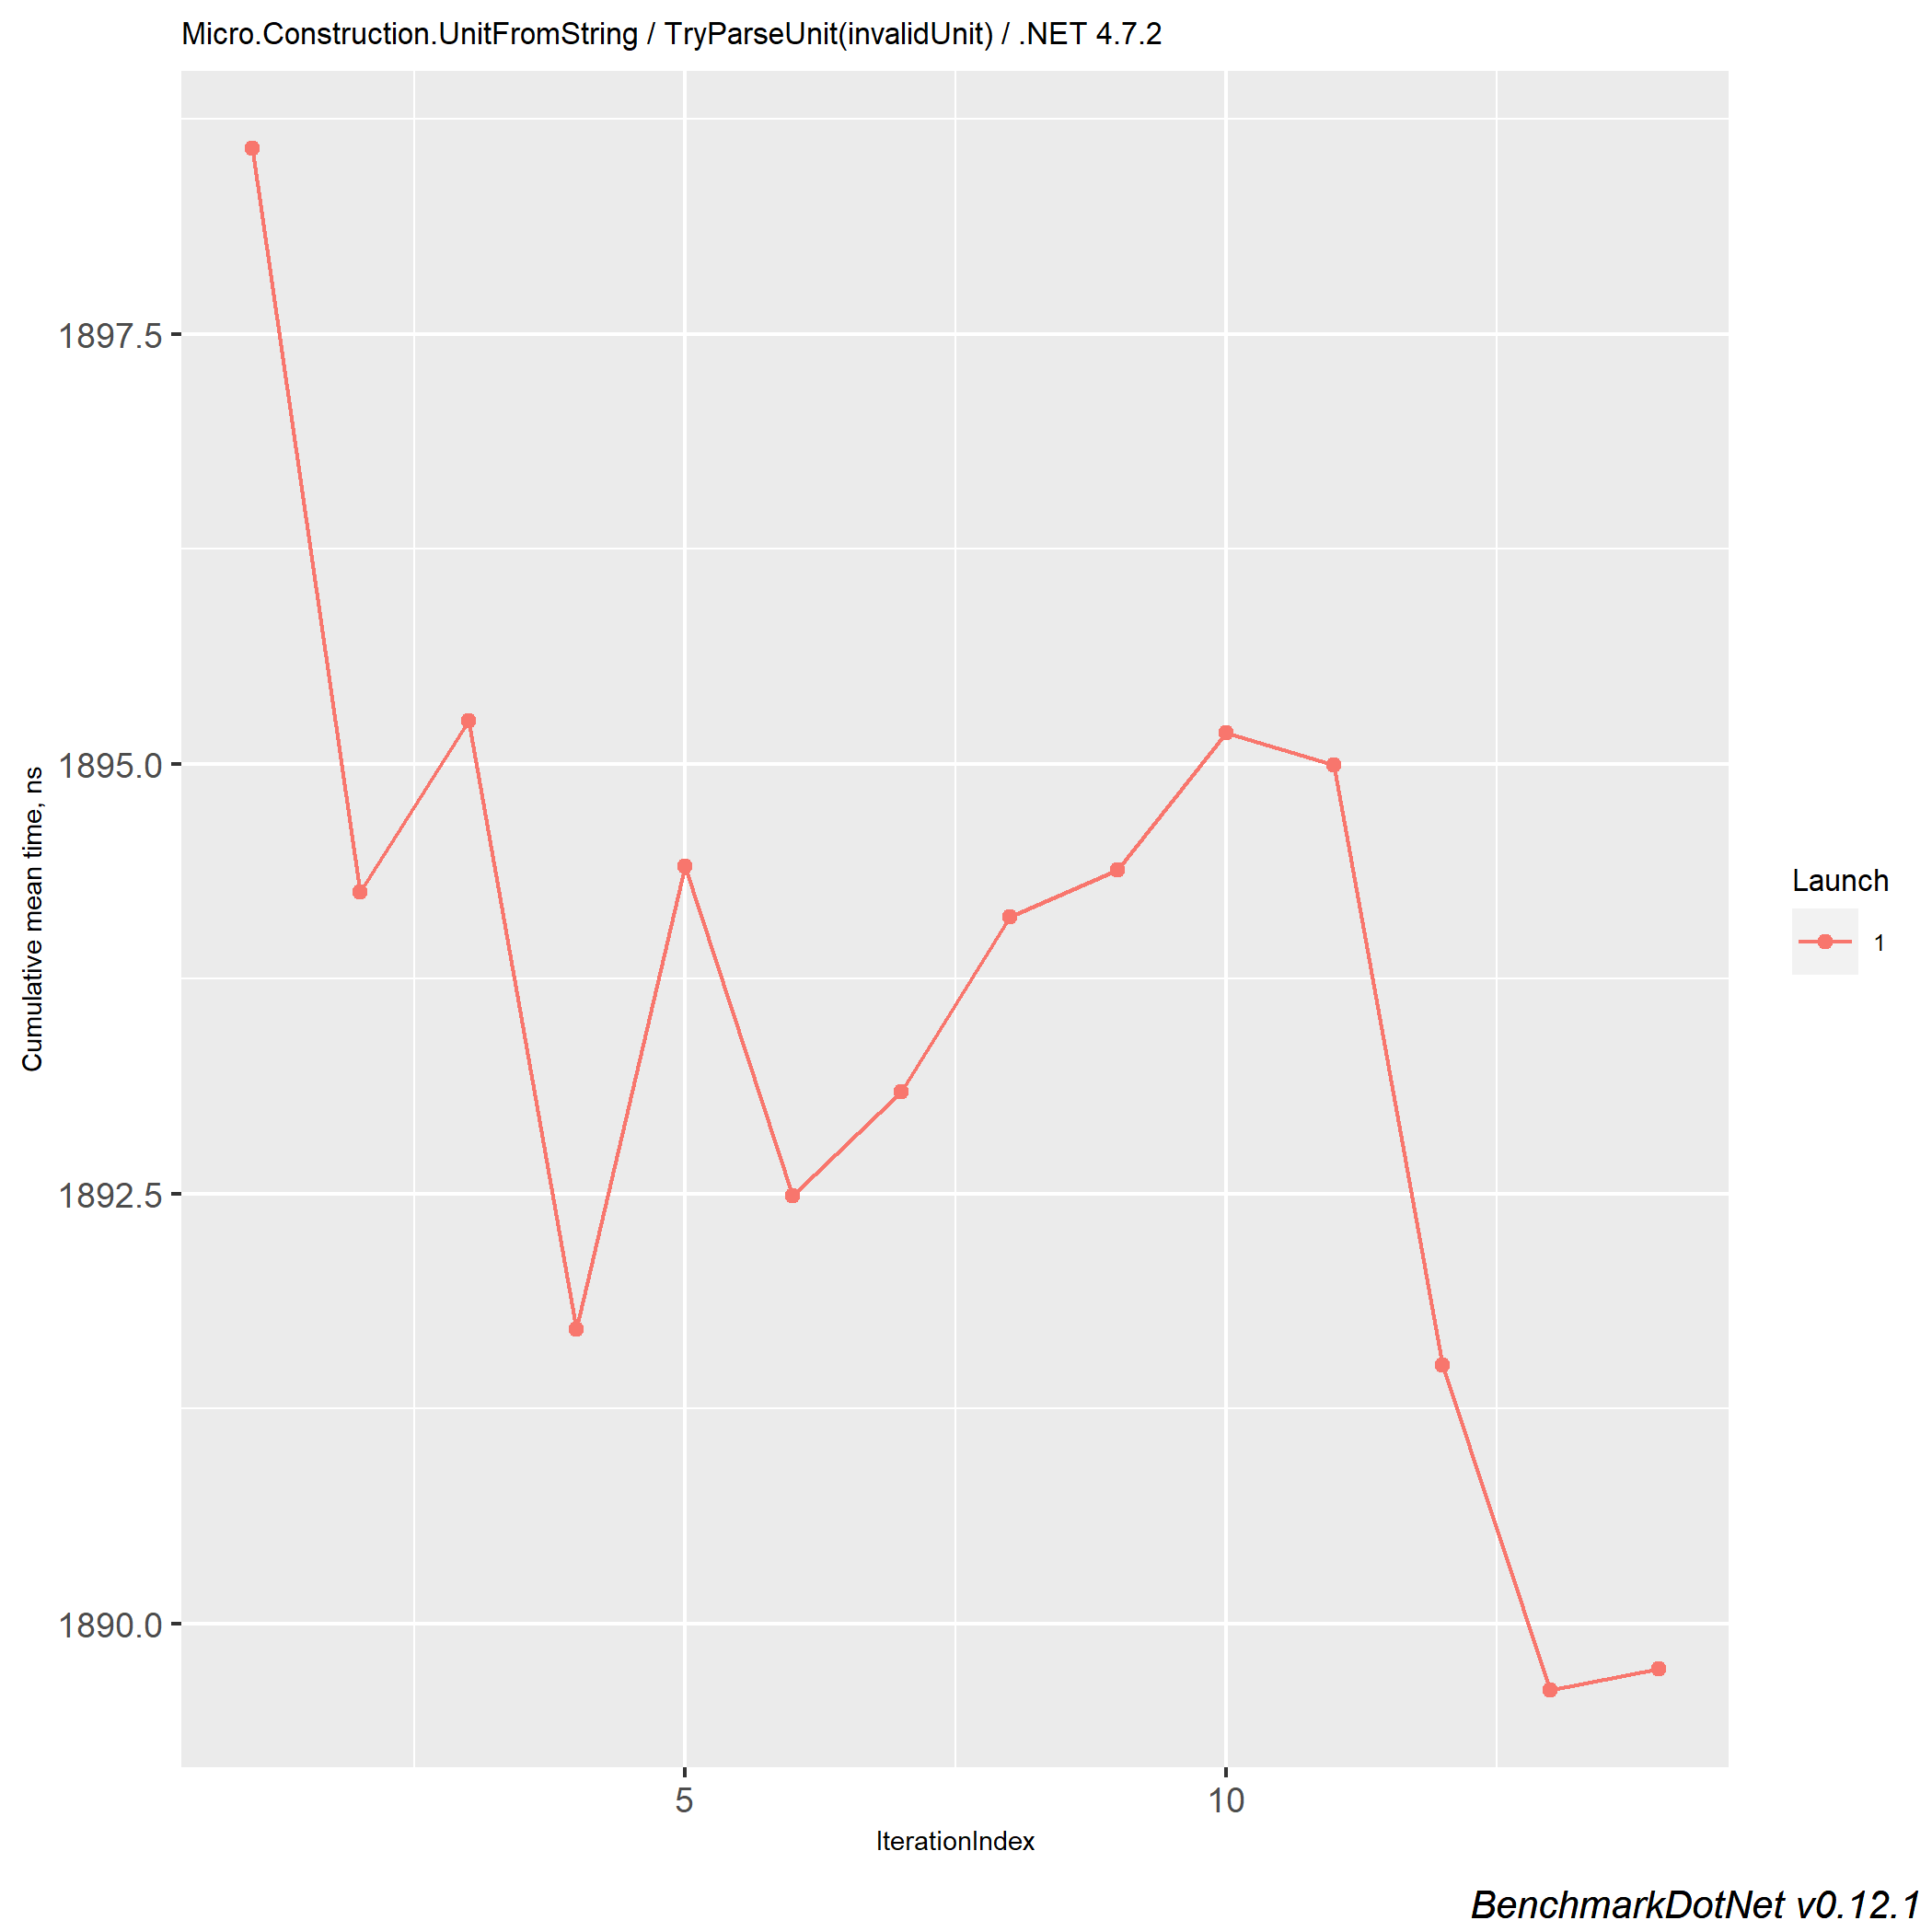 Micro.Construction.UnitFromString / TryParseUnit(invalidUnit) / .NET 4.7.2
Cumulative mean time, ns
1897.5
1895.0
1892.5
1890.0
5
10
IterationIndex
Launch
1
BenchmarkDotNet v0.12.1